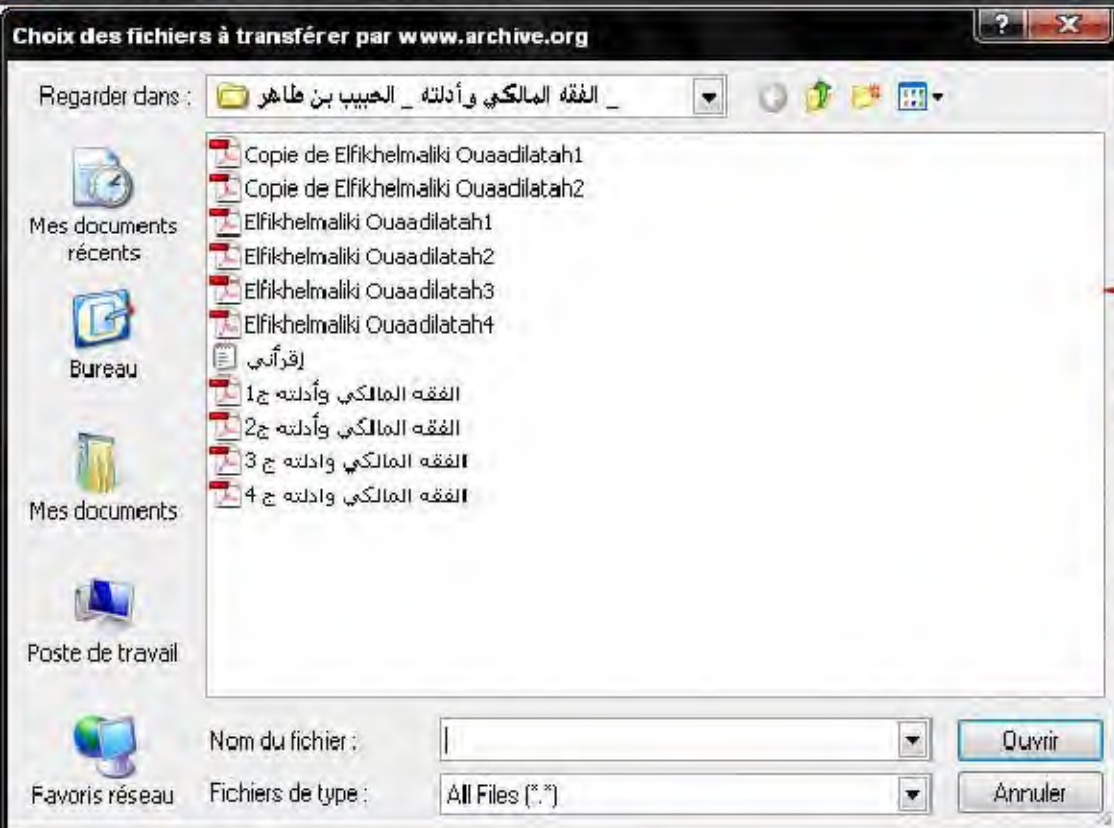 Choix des fichiers à transférer par www.archive.org
Regarder dans :
_ الفقه المالكي وأدلته _ الحبيب بن طاهر
Mes documents
récents
Bureau
Mes documents
Poste de travail
Favoris réseau
Copie de Elfikhelmaliki Ouaadilatah1
Copie de Elfikhelmaliki Ouaadilatah2
Elfikhelmaliki Ouaadilatah1
Elfikhelmaliki Ouaadilatah2
Elfikhelmaliki Ouaadilatah3
Elfikhelmaliki Ouaadilatah4
إقرأني
الفقه المالكي وأدلته ج1
الفقه المالكي وأدلته ج2
الفقه المالكي وادلته ج 3
الفقه المالكي وادلته ج 4
Nom du fichier :
Ouvrir
Fichiers de type :
All Files (*.*)
Annuler